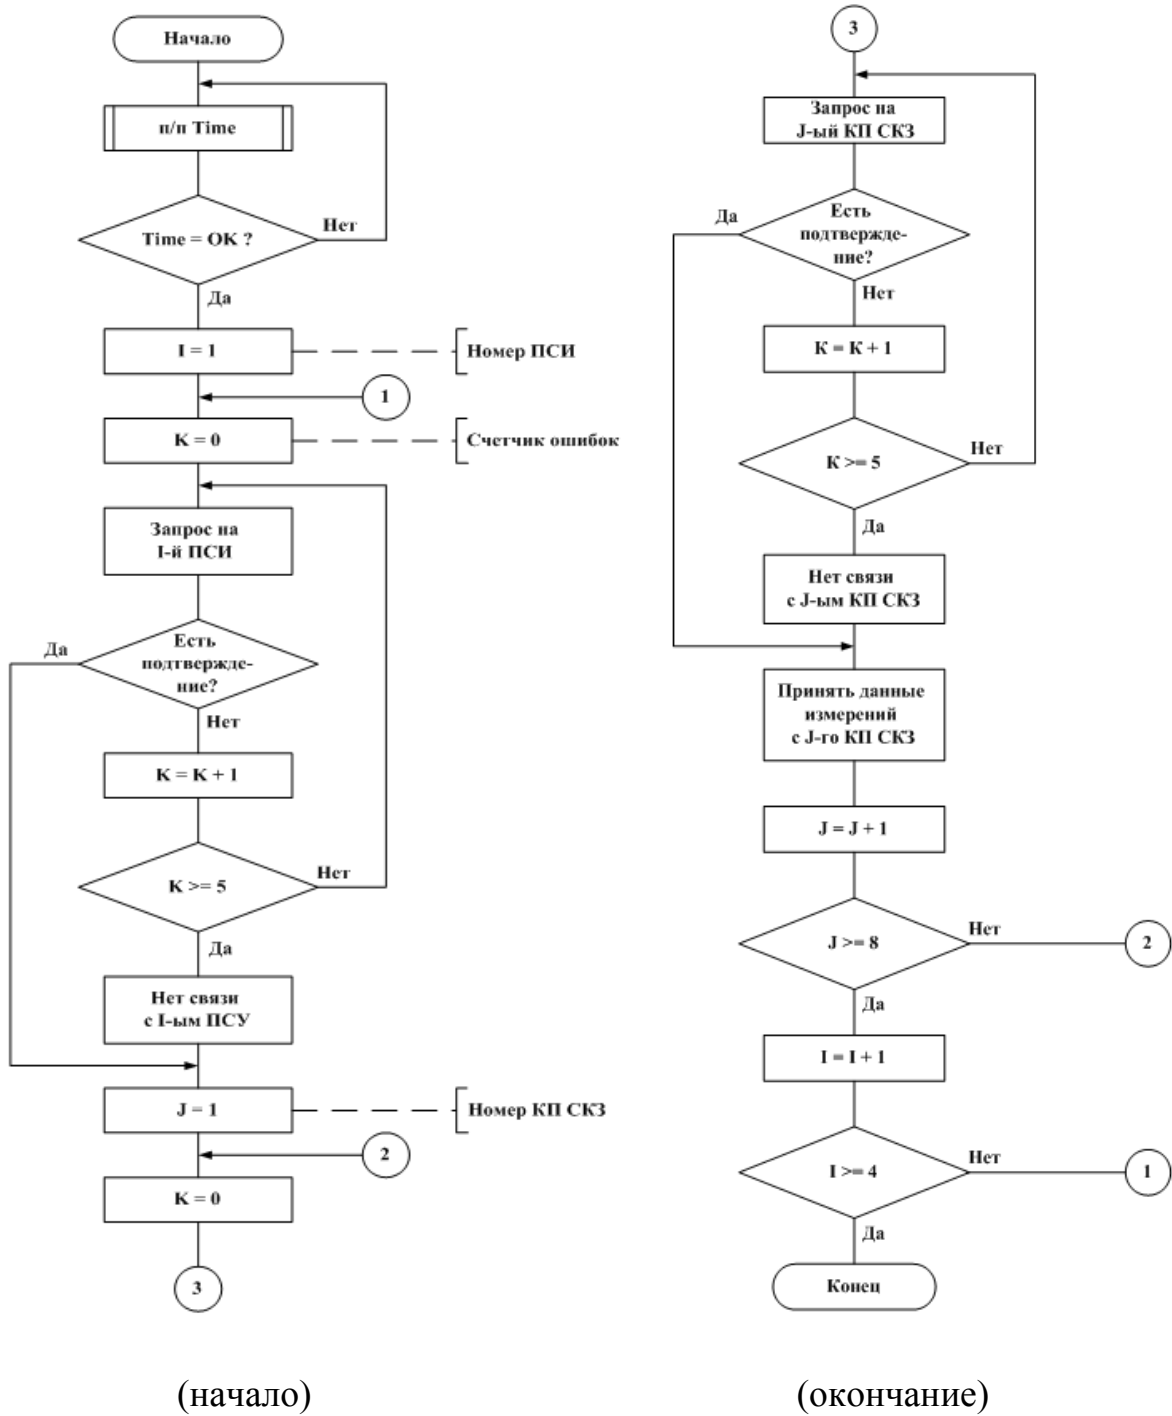 Начало
п/п Time
Time = OK ?
Нет
Да
I = 1
Номер ПСИ
1
K = 0
Счетчик ошибок
Запрос на
I-й ПСИ
Да
Есть
подтвержде-
ние?
Нет
K = K + 1
K >= 5
Нет
Да
Нет связи
с I-ым ПСУ
J = 1
Номер КП СКЗ
2
K = 0
3
(начало)
3
Запрос на
J-ый КП СКЗ
Да
Есть
подтвержде-
ние?
Нет
К = К + 1
К >= 5
Нет
Да
Нет связи
с J-ым КП СКЗ
Принять данные
измерений
с J-го КП СКЗ
J = J + 1
J >= 8
Нет
2
Да
I = I + 1
I >= 4
Нет
1
Да
Конец
(окончание)